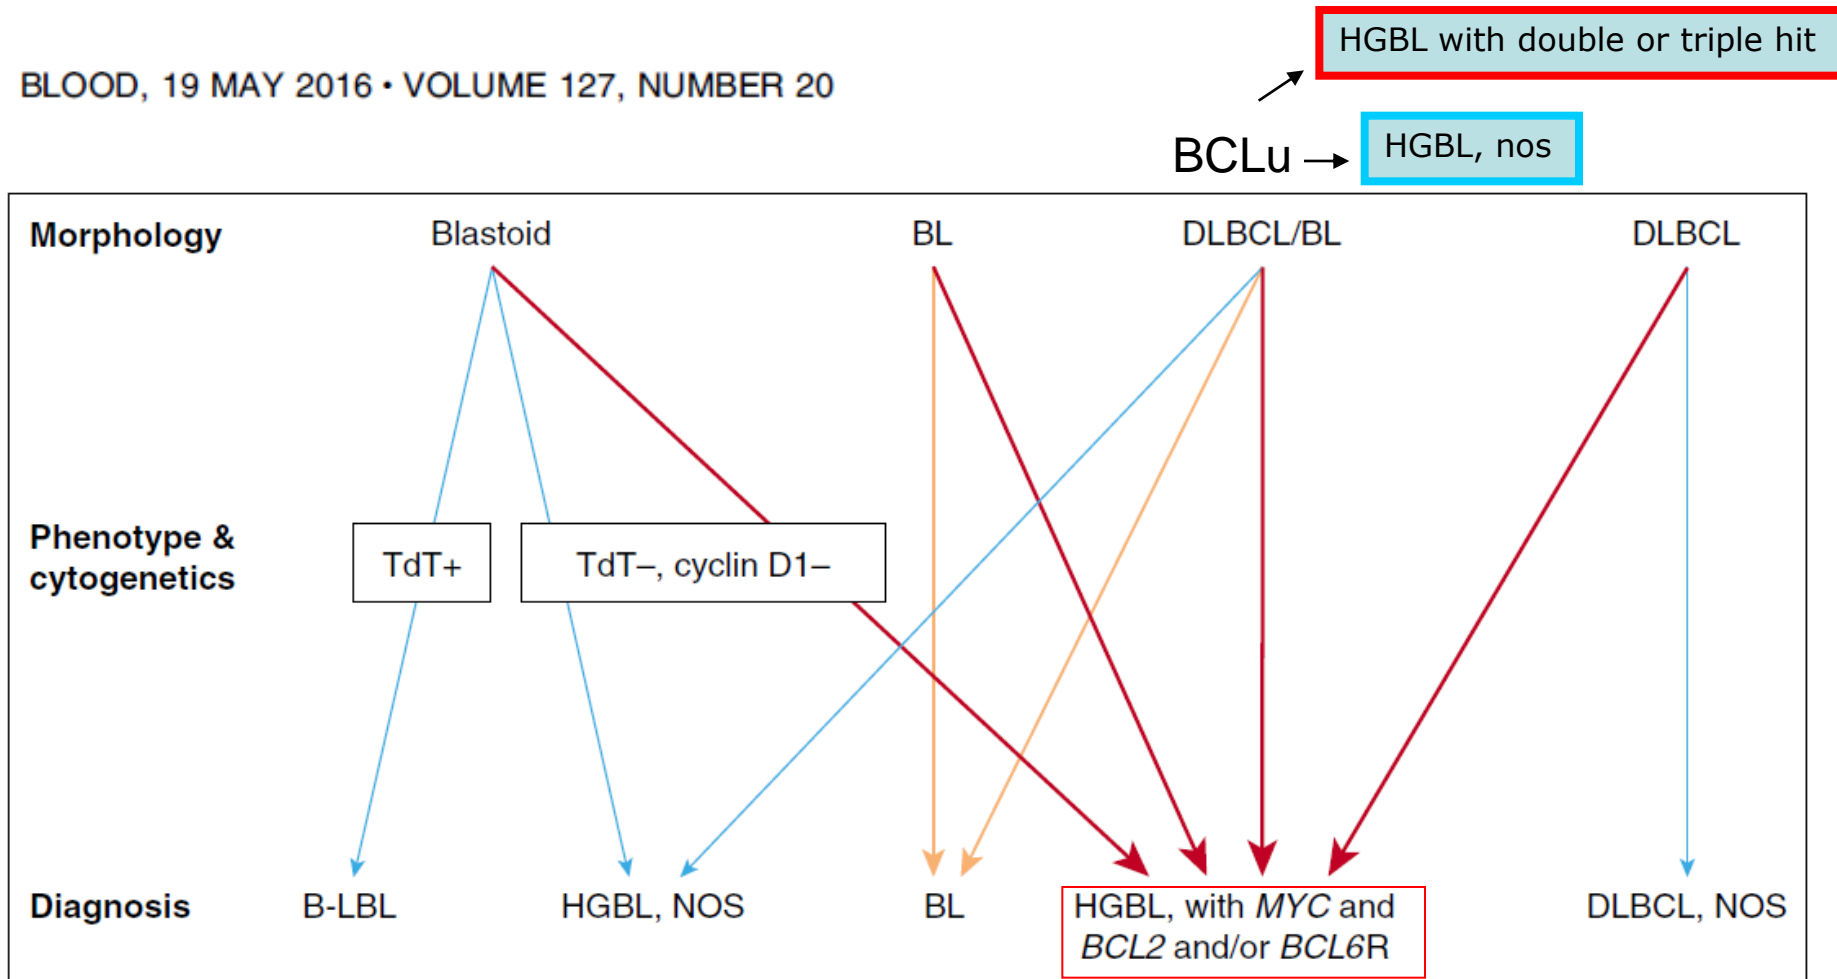 HGBL with double or triple hit
BLOOD, 19 MAY 2016 • VOLUME 127, NUMBER 20
BCLu
HGBL, nos
Morphology
Blastoid
BL
DLBCL/BL
DLBCL
Phenotype &
cytogenetics
TdT+
TdT–, cyclin D1–
Diagnosis
B-LBL
HGBL, NOS
BL
HGBL, with MYC and
BCL2 and/or BCL6R
DLBCL, NOS